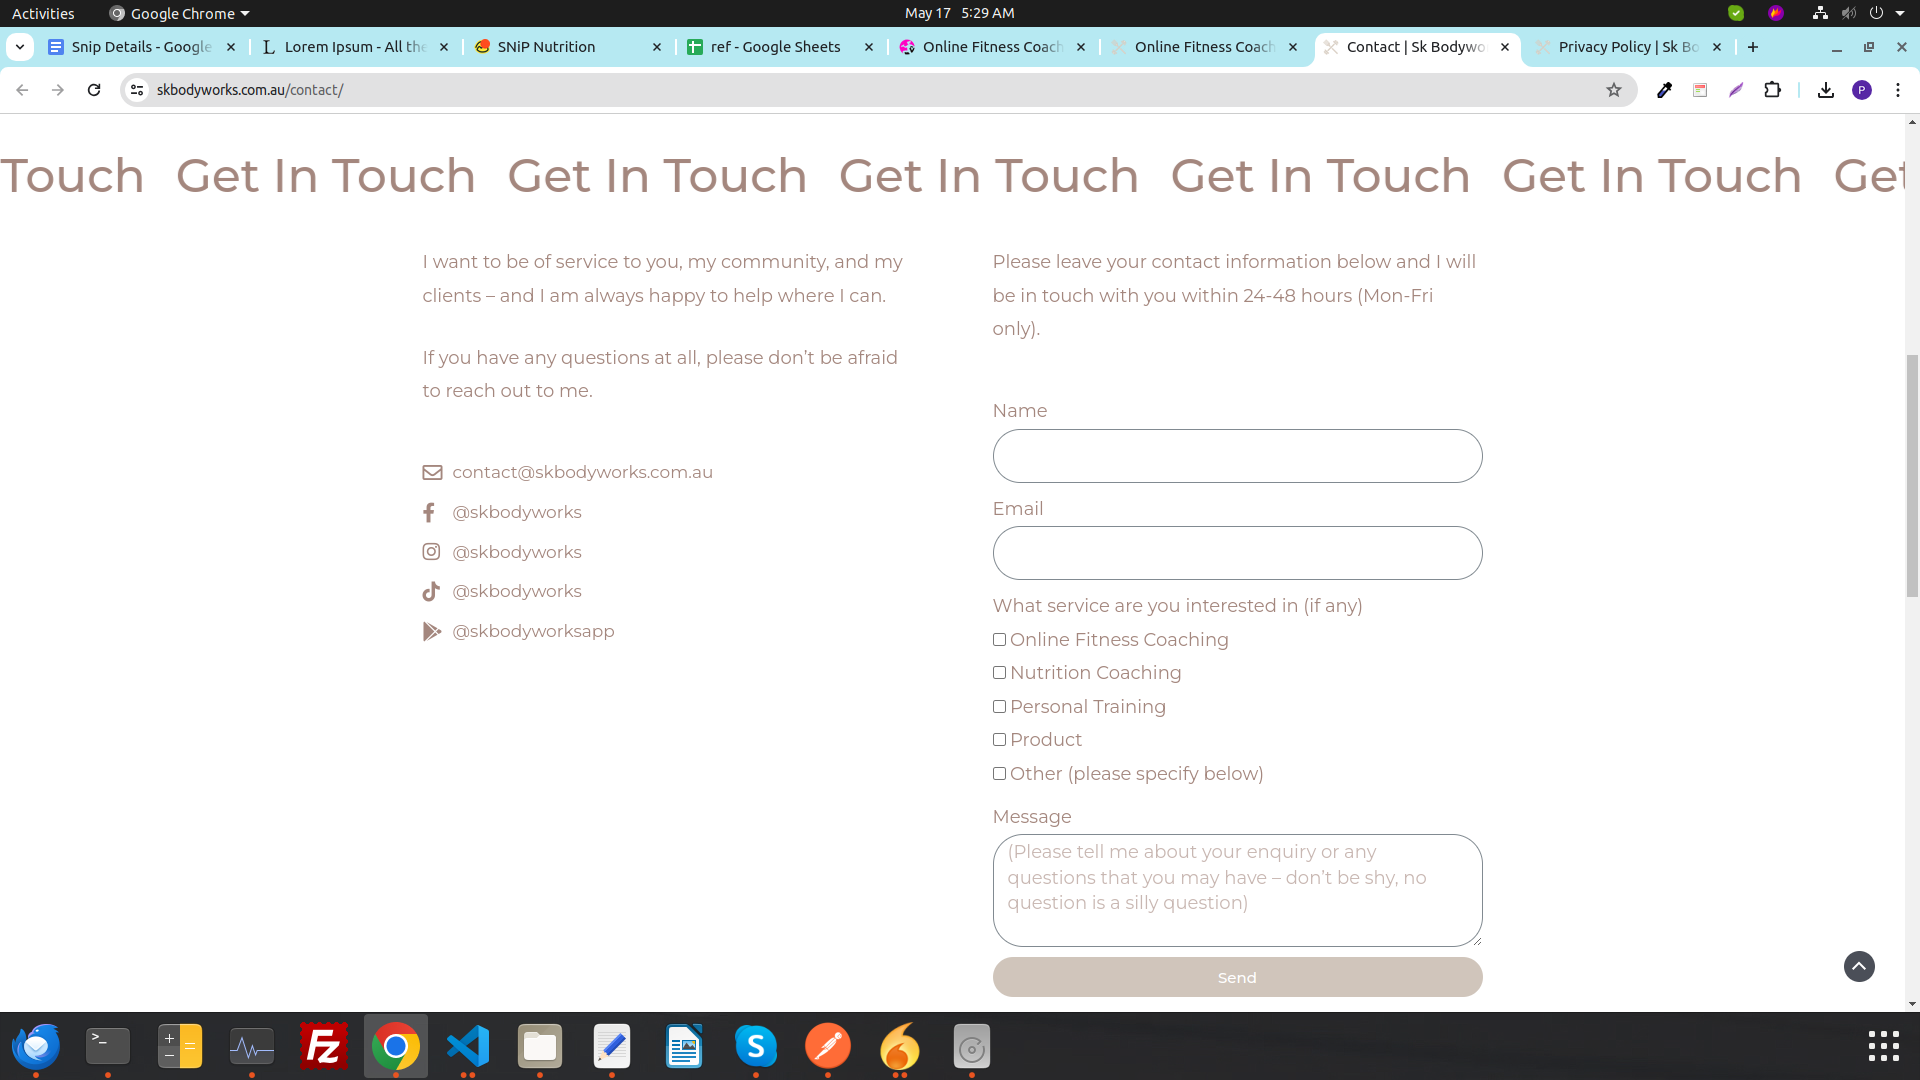 Activities
Google Chrome
May 17 5:29 AM
Snip Details - Google
Lorem Ipsum - All the
SNiP Nutrition
ref - Google Sheets
Online Fitness Coach
Online Fitness Coach
Contact | Sk Bodywo
Privacy Policy | Sk Bo
skbodyworks.com.au/contact/
P
Touch Get In Touch Get In Touch Get In Touch Get In Touch Get In Touch Get
I want to be of service to you, my community, and my
clients – and I am always happy to help where I can.
If you have any questions at all, please don’t be afraid
to reach out to me.
contact@skbodyworks.com.au
@skbodyworks
@skbodyworks
@skbodyworks
@skbodyworksapp
Please leave your contact information below and I will
be in touch with you within 24-48 hours (Mon-Fri
only).
Name
Email
What service are you interested in (if any)
Online Fitness Coaching
Nutrition Coaching
Personal Training
Product
Other (please specify below)
Message
(Please tell me about your enquiry or any
questions that you may have – don’t be shy, no
question is a silly question)
Send